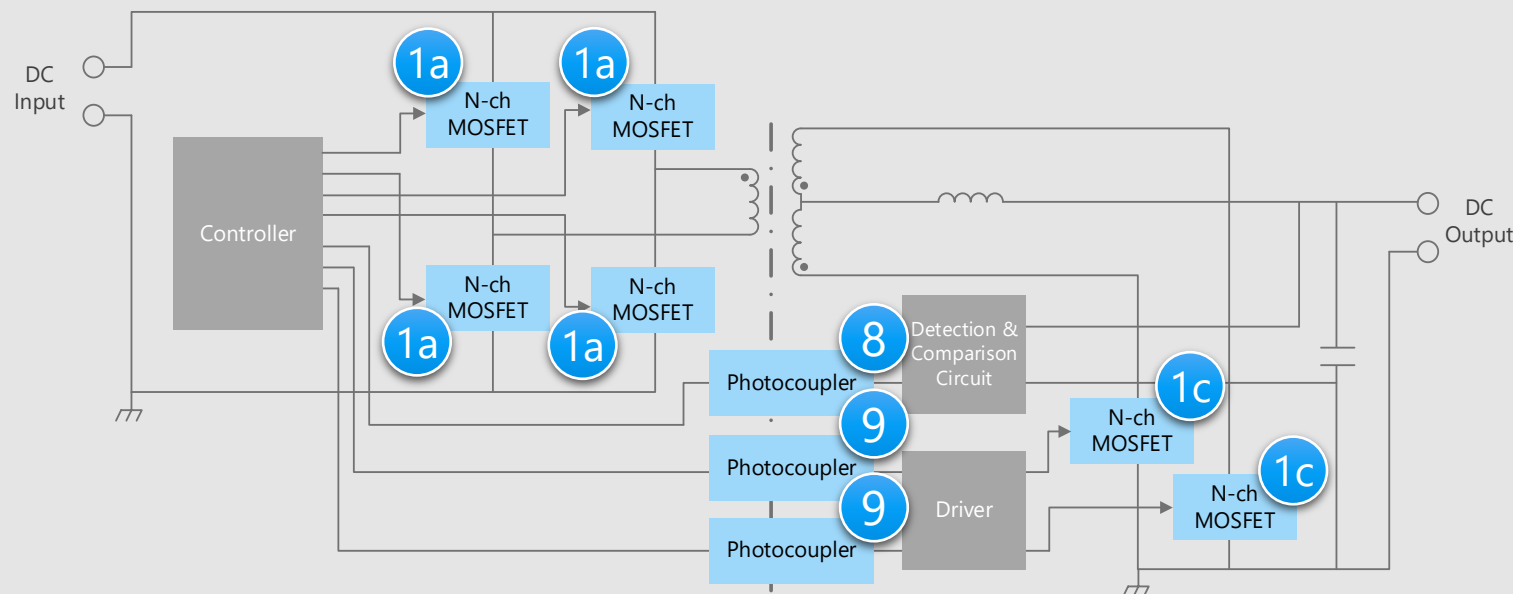 1a
1a
DC
Input
N-ch
MOSFET
N-ch
MOSFET
Controller
DC
Output
N-ch
MOSFET
N-ch
MOSFET
1a
1a
8
Detection &
Comparison
Circuit
Photocoupler
1c
9
N-ch
MOSFET
Photocoupler
1c
9
Driver
N-ch
MOSFET
Photocoupler